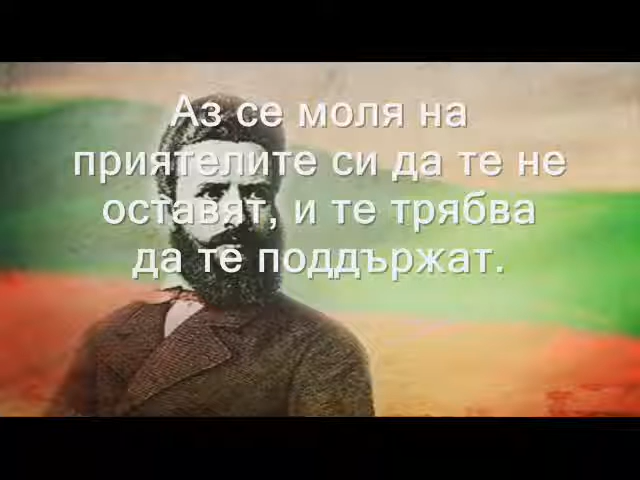 Аз се моля на
приятелите си да те не
оставят, и те трябва
да те поддържат.